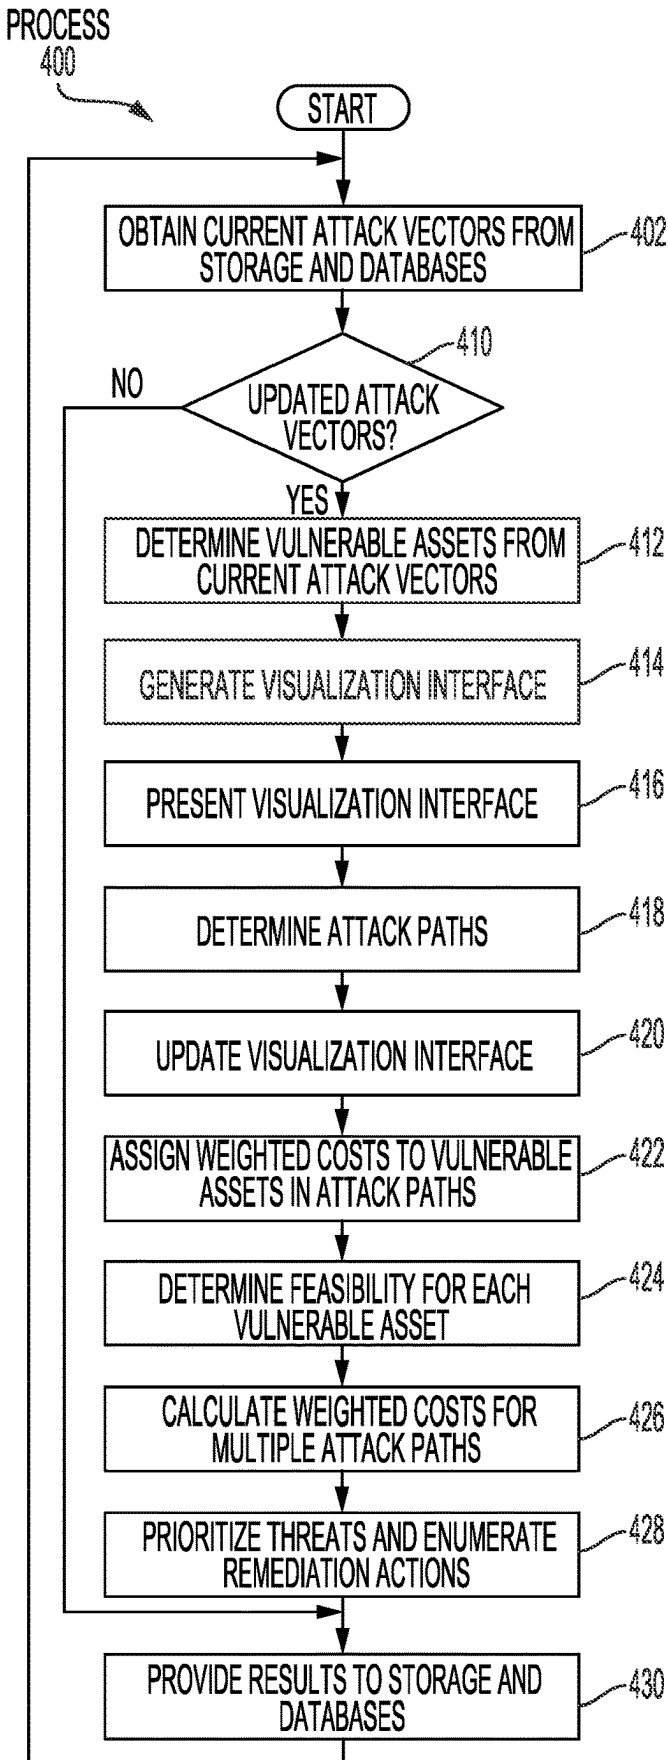 PROCESS
400
START
OBTAIN CURRENT ATTACK VECTORS FROM
STORAGE AND DATABASES
402
410
UPDATED ATTACK
VECTORS?
NO
YES
DETERMINE VULNERABLE ASSETS FROM
CURRENT ATTACK VECTORS
412
GENERATE VISUALIZATION INTERFACE
414
PRESENT VISUALIZATION INTERFACE
416
DETERMINE ATTACK PATHS
418
UPDATE VISUALIZATION INTERFACE
420
ASSIGN WEIGHTED COSTS TO VULNERABLE
ASSETS IN ATTACK PATHS
422
DETERMINE FEASIBILITY FOR EACH
VULNERABLE ASSET
424
CALCULATE WEIGHTED COSTS FOR
MULTIPLE ATTACK PATHS
426
PRIORITIZE THREATS AND ENUMERATE
REMEDIATION ACTIONS
428
PROVIDE RESULTS TO STORAGE AND
DATABASES
430